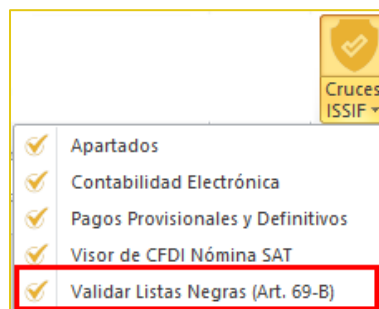 Cruces
ISSIF
Apartados
Contabilidad Electrónica
Pagos Provisionales y Definitivos
Visor de CFDI Nómina SAT
Validar Listas Negras (Art. 69-B)